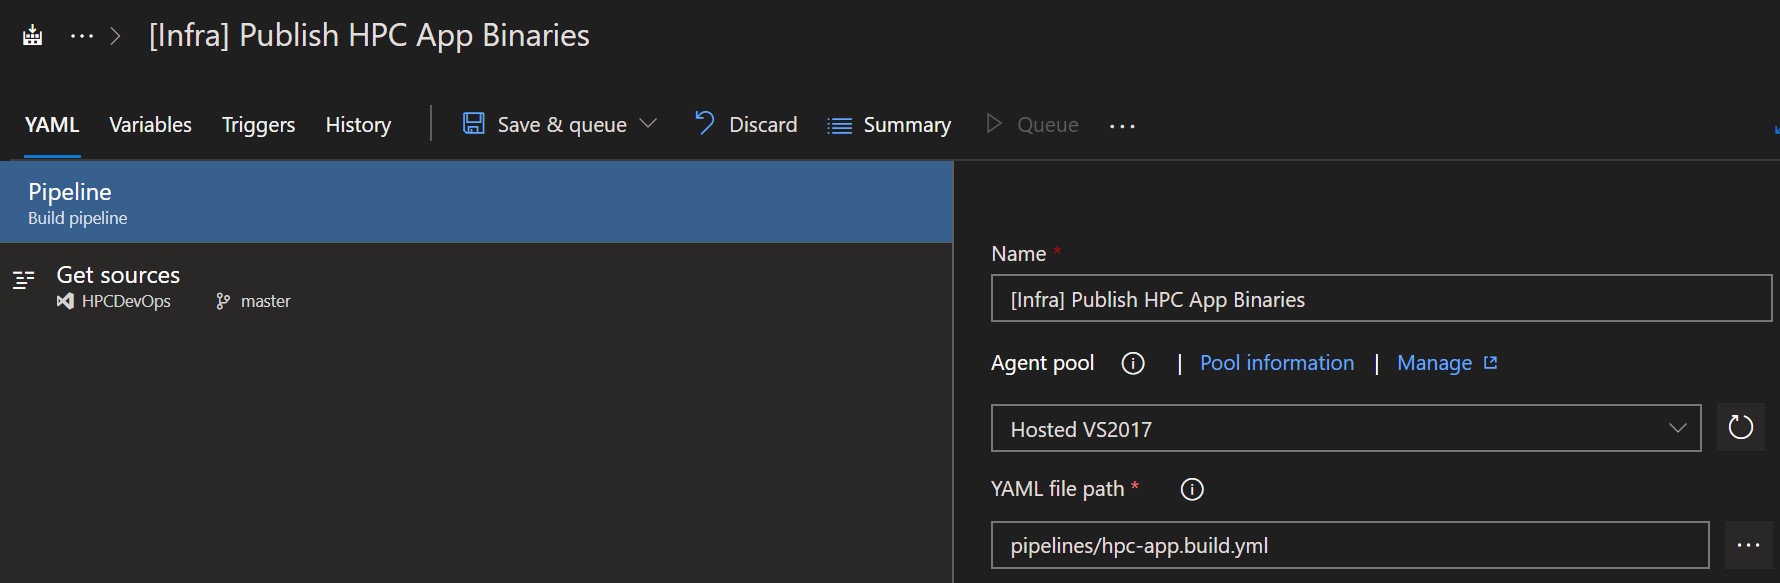 [Infra] Publish HPC App Binaries
YAML Variables Triggers History Save & queue Discard Summary Queue
Pipeline
Build pipeline
Get sources
HPCDevOps master
Name *
[Infra] Publish HPC App Binaries
Agent pool | Pool information | Manage
Hosted VS2017
YAML file path *
pipelines/hpc-app.build.yml